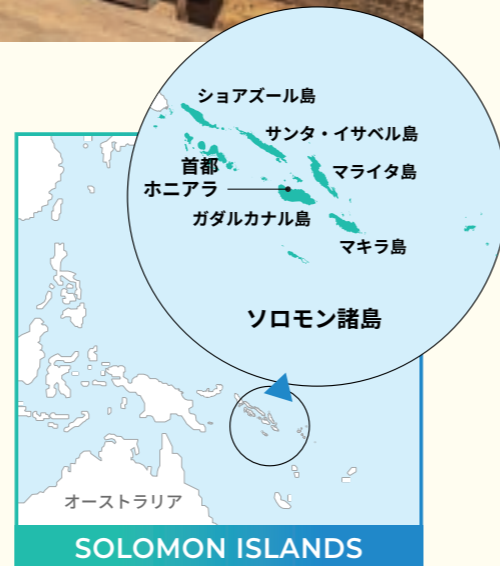 ショアズール島
サンタ・イサベル島
首都
ホニアラ
マライタ島
ガダルカナル島
マキラ島
ソロモン諸島
オーストラリア
SOLOMON ISLANDS